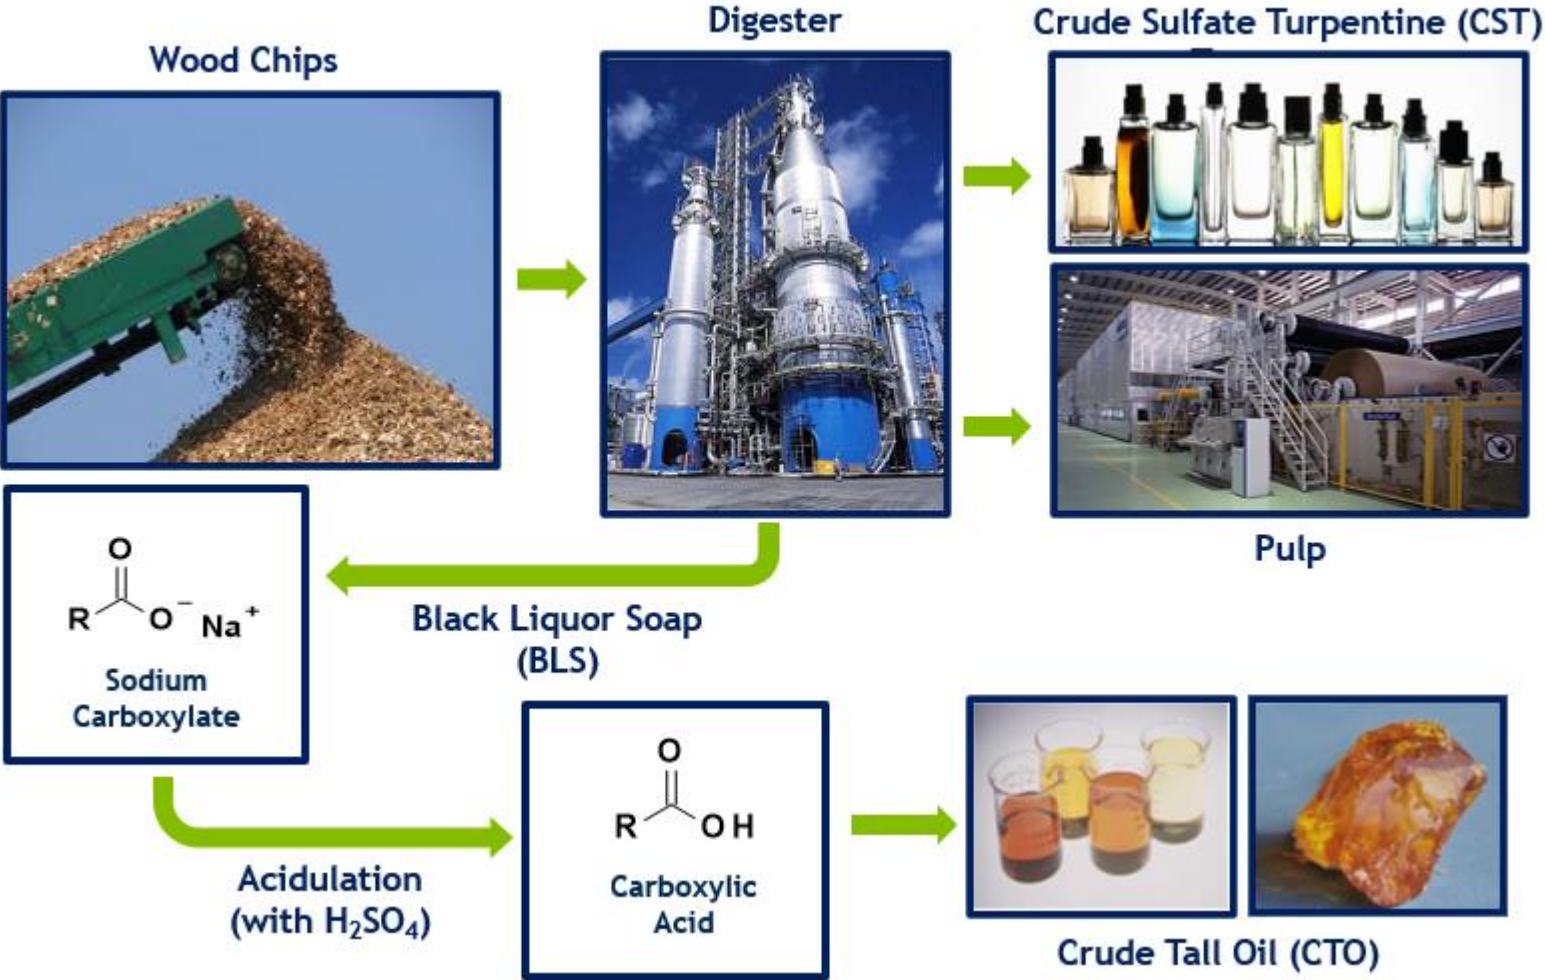 Wood Chips
Digester
Crude Sulfate Turpentine (CST)
Pulp
Black Liquor Soap
(BLS)
O
R O⁻ Na⁺
Sodium
Carboxylate
Acidulation
(with H₂SO₄)
O
R OH
Carboxylic
Acid
Crude Tall Oil (CTO)